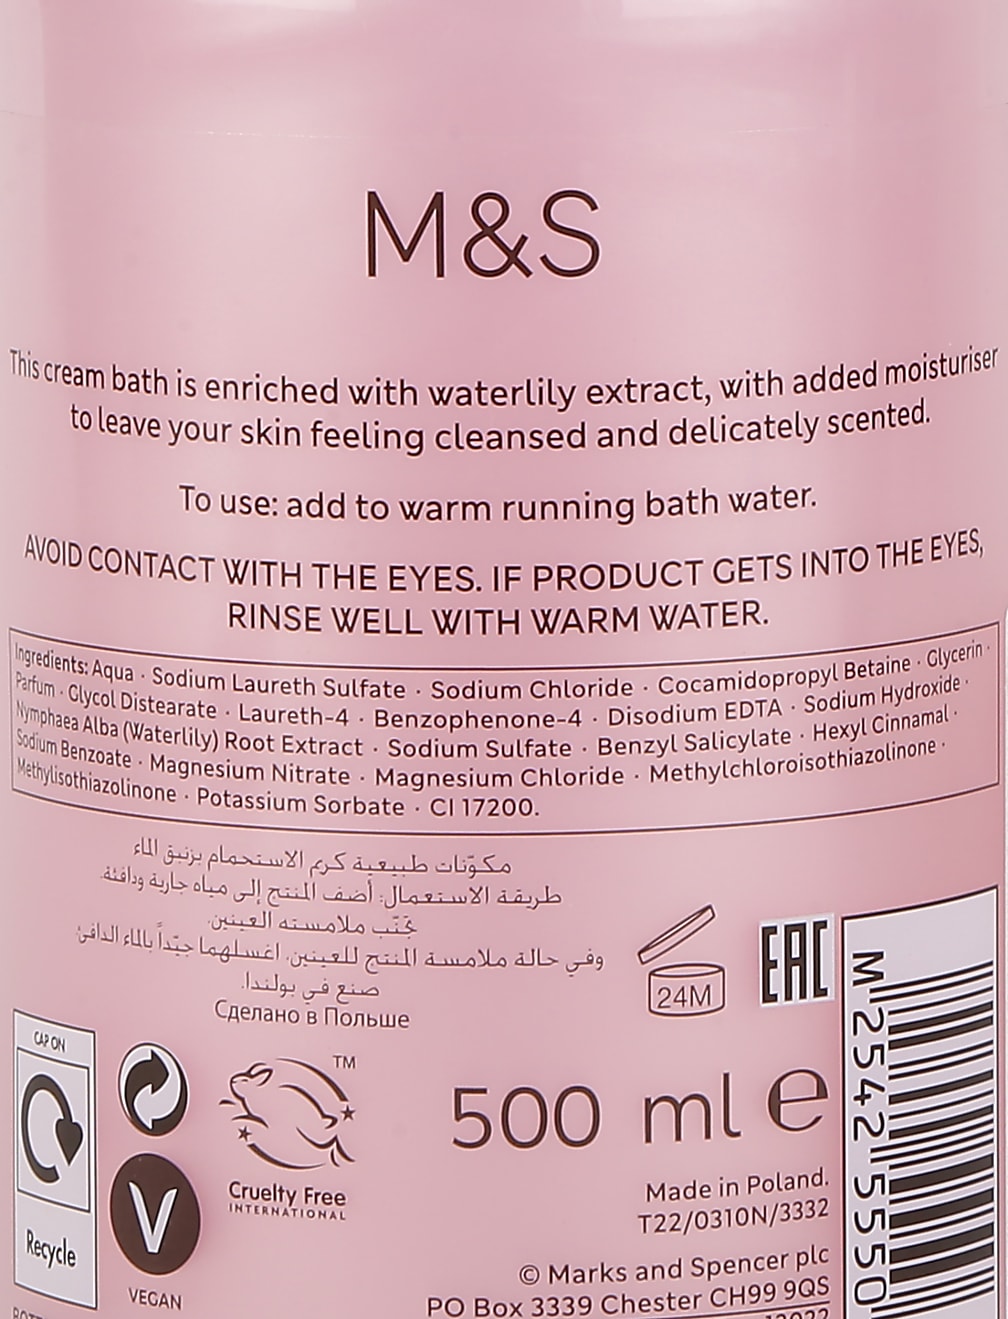 M&S
This cream bath is enriched with waterlily extract, with added moisturiser
to leave your skin feeling cleansed and delicately scented.
To use: add to warm running bath water.
AVOID CONTACT WITH THE EYES. IF PRODUCT GETS INTO THE EYES,
RINSE WELL WITH WARM WATER.
Ingredients: Aqua · Sodium Laureth Sulfate · Sodium Chloride · Cocamidopropyl Betaine · Glycerin ·
Parfum · Glycol Distearate · Laureth-4 · Benzophenone-4 · Disodium EDTA · Sodium Hydroxide ·
Nymphaea Alba (Waterlily) Root Extract · Sodium Sulfate · Benzyl Salicylate · Hexyl Cinnamal ·
Sodium Benzoate · Magnesium Nitrate · Magnesium Chloride · Methylchloroisothiazolinone ·
Methylisothiazolinone · Potassium Sorbate · CI 17200.
مكوّنات طبيعية كرم الاستحمام بزنبق الماء
طريقة الاستعمال: أضف المنتج إلى مياه جارية ودافئة.
تجنّب ملامسته العينين.
وفي حالة ملامسة المنتج للعينين، اغسلهما جيّداً بالماء الدافئ.
صنع في بولندا.
Сделано в Польше
24M
EAC
M 2542 5550
CAP ON
Recycle
V
VEGAN
TM
Cruelty Free
INTERNATIONAL
500 ml e
Made in Poland.
T22/0310N/3332
© Marks and Spencer plc
PO Box 3339 Chester CH99 9QS